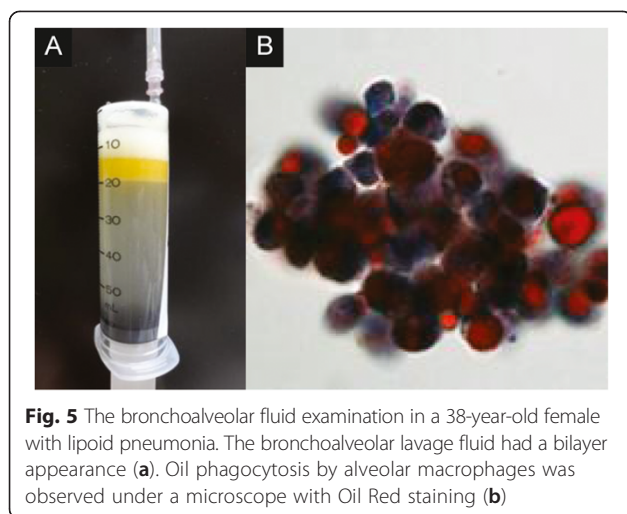 A
B
10
20
30
40
50
mL
Fig. 5 The bronchoalveolar fluid examination in a 38-year-old female
with lipoid pneumonia. The bronchoalveolar lavage fluid had a bilayer
appearance (a). Oil phagocytosis by alveolar macrophages was
observed under a microscope with Oil Red staining (b)